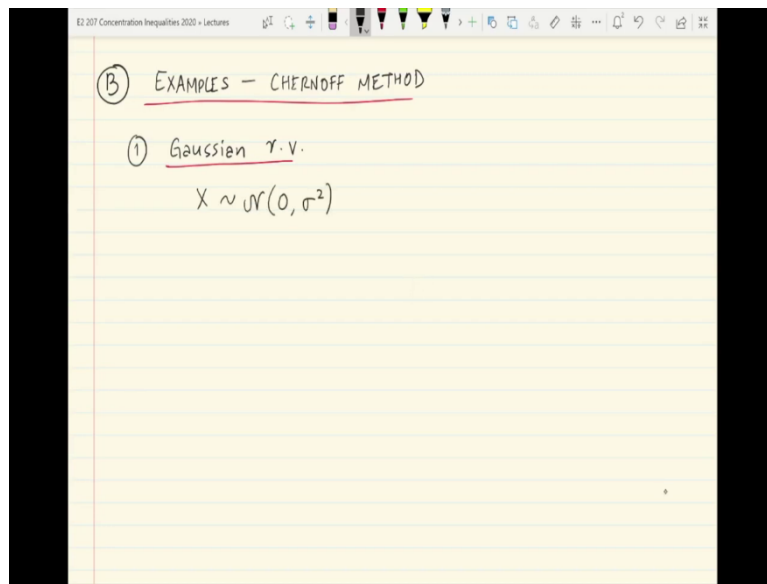 E2 207 Concentration Inequalities 2020 » Lectures
(B) EXAMPLES — CHERNOFF METHOD
(1) Gaussian r.v.
X ~ N(0, σ²)